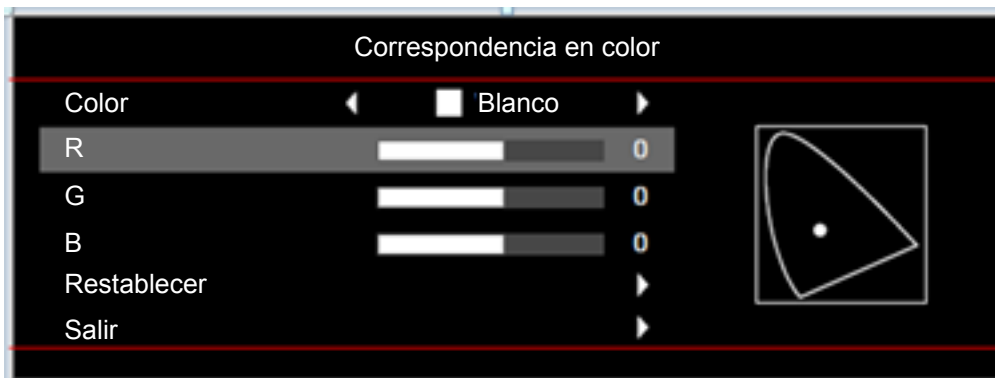 Correspondencia en color
Color Blanco
R 0
G 0
B 0
Restablecer
Salir